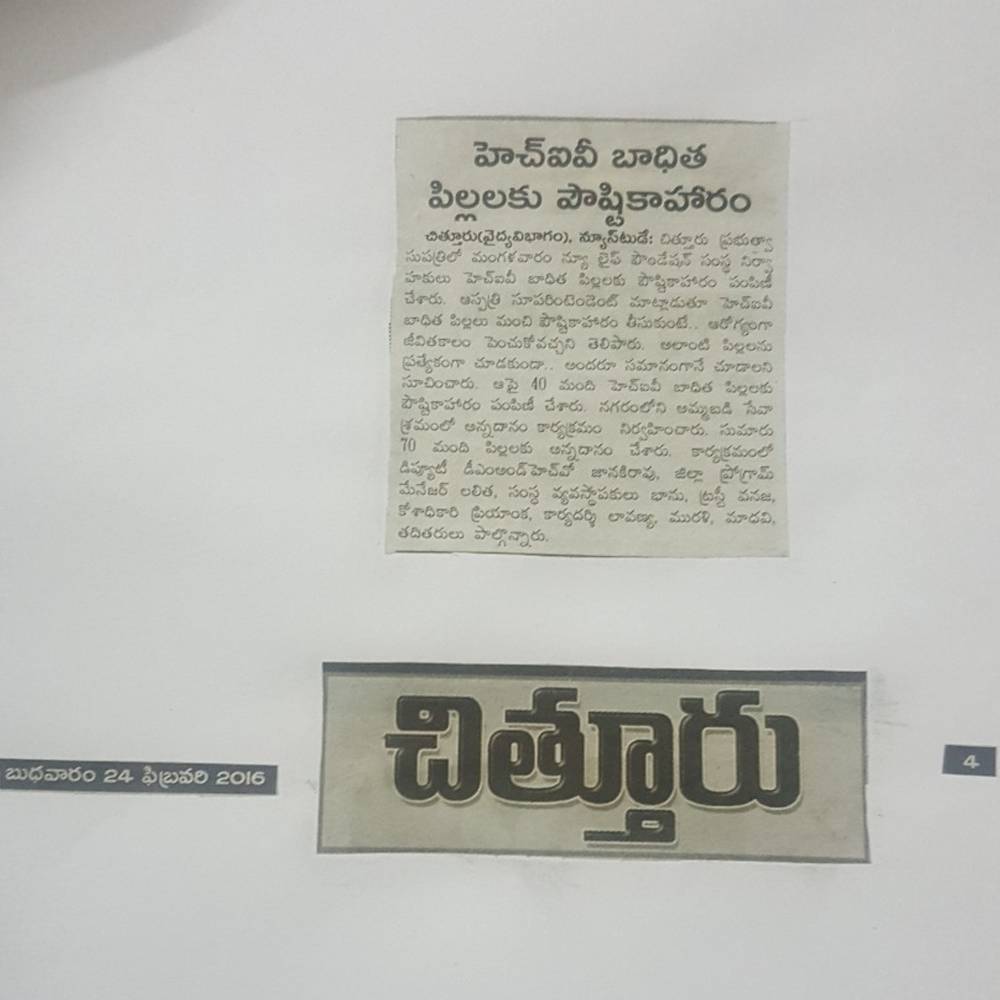 హెచ్ఐవీ బాధిత
పిల్లలకు పౌష్టికాహారం
చిత్తూరు(వైద్యవిభాగం), న్యూస్‌టుడే: చిత్తూరు ప్రభుత్వా
సుపత్రిలో మంగళవారం న్యూ లైఫ్ ఫౌండేషన్ సంస్థ నిర్వా
హకులు హెచ్ఐవీ బాధిత పిల్లలకు పౌష్టికాహారం పంపిణీ
చేశారు. ఆస్పత్రి సూపరింటెండెంట్ మాట్లాడుతూ హెచ్ఐవీ
బాధిత పిల్లలు మంచి పౌష్టికాహారం తీసుకుంటే.. ఆరోగ్యంగా
జీవితకాలం పెంచుకోవచ్చని తెలిపారు. అలాంటి పిల్లలను
ప్రత్యేకంగా చూడకుండా.. అందరూ సమానంగానే చూడాలని
సూచించారు. ఆపై 40 మంది హెచ్ఐవీ బాధిత పిల్లలకు
పౌష్టికాహారం పంపిణీ చేశారు. నగరంలోని అమ్మఒడి సేవా
శ్రమంలో అన్నదానం కార్యక్రమం నిర్వహించారు. సుమారు
70 మంది పిల్లలకు అన్నదానం చేశారు. కార్యక్రమంలో
డిప్యూటీ డీఎంఅండ్‌హెచ్‌వో జానకిరావు, జిల్లా ప్రోగ్రామ్
మేనేజర్ లలిత, సంస్థ వ్యవస్థాపకులు భాను, ట్రస్టీ వనజ,
కోశాధికారి ప్రియాంక, కార్యదర్శి లావణ్య, మురళి, మాధవి,
తదితరులు పాల్గొన్నారు.
చిత్తూరు
బుధవారం 24 ఫిబ్రవరి 2016
4